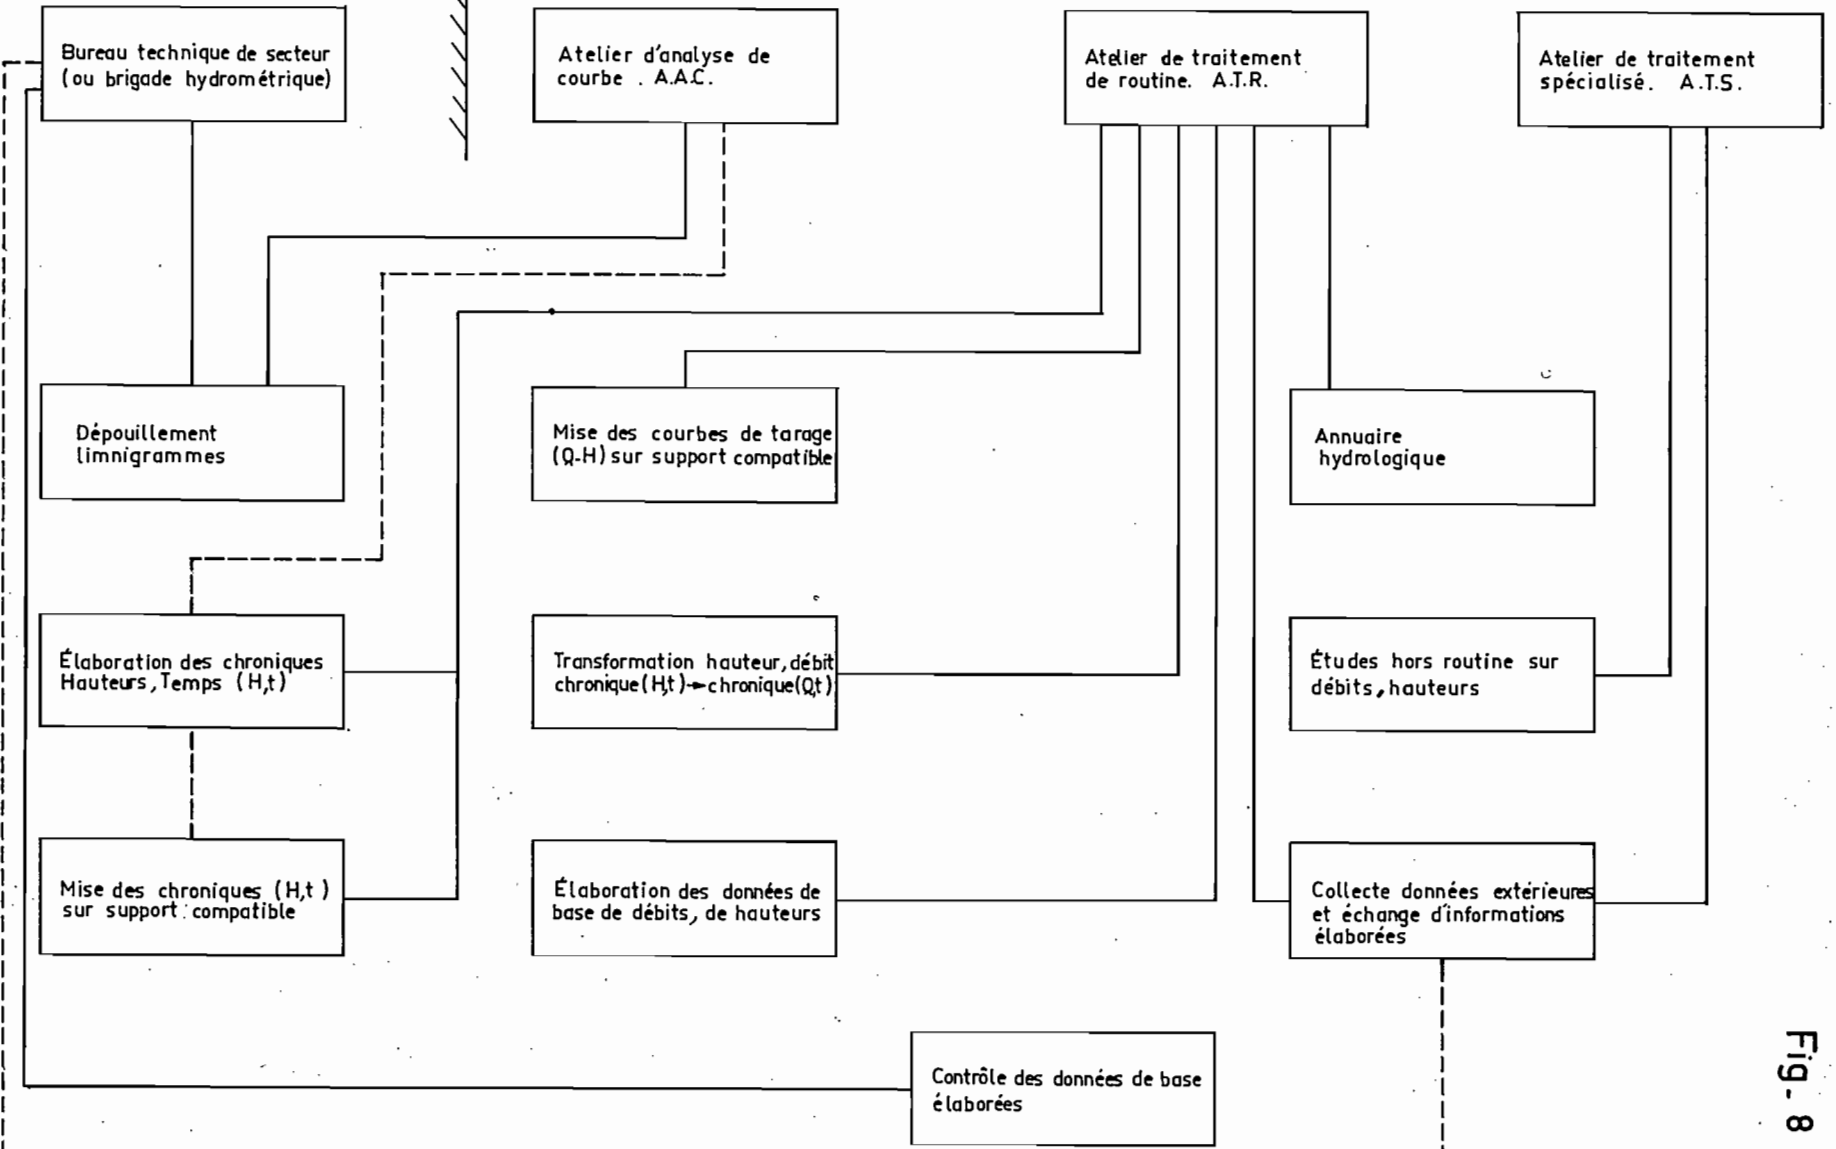 Bureau technique de secteur
(ou brigade hydrométrique)
Atelier d'analyse de
courbe . A.A.C.
Atelier de traitement
de routine. A.T.R.
Atelier de traitement
spécialisé. A.T.S.
Dépouillement
limnigrammes
Mise des courbes de tarage
(Q-H) sur support compatible
Annuaire
hydrologique
Élaboration des chroniques
Hauteurs, Temps (H,t)
Transformation hauteur, débit
chronique (H,t)→chronique (Q,t)
Études hors routine sur
débits, hauteurs
Mise des chroniques (H,t)
sur support compatible
Élaboration des données de
base de débits, de hauteurs
Collecte données extérieures
et échange d'informations
élaborées
Contrôle des données de base
élaborées
Fig- 8